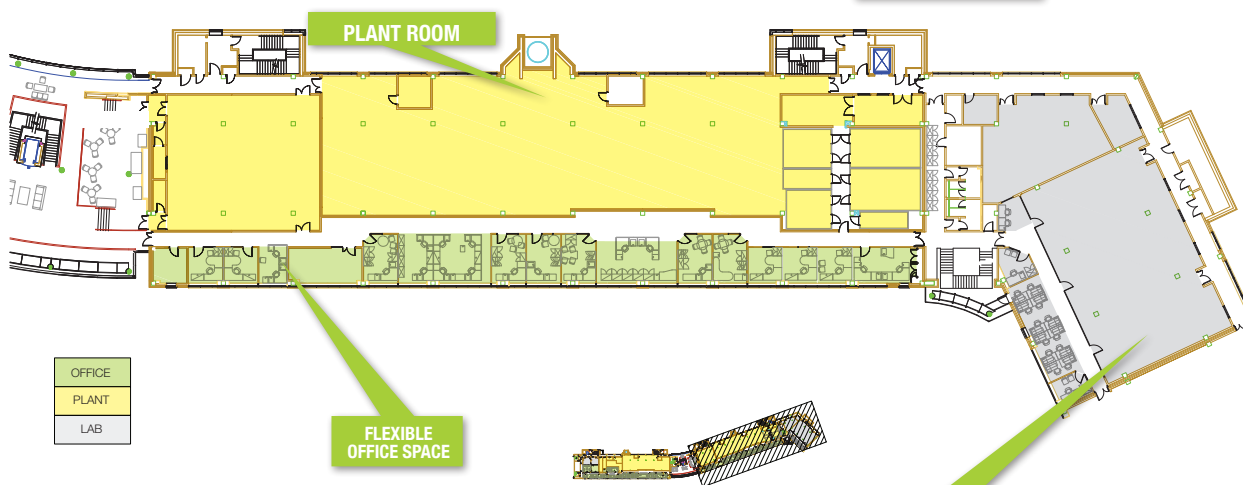 PLANT ROOM
OFFICE
PLANT
LAB
FLEXIBLE
OFFICE SPACE